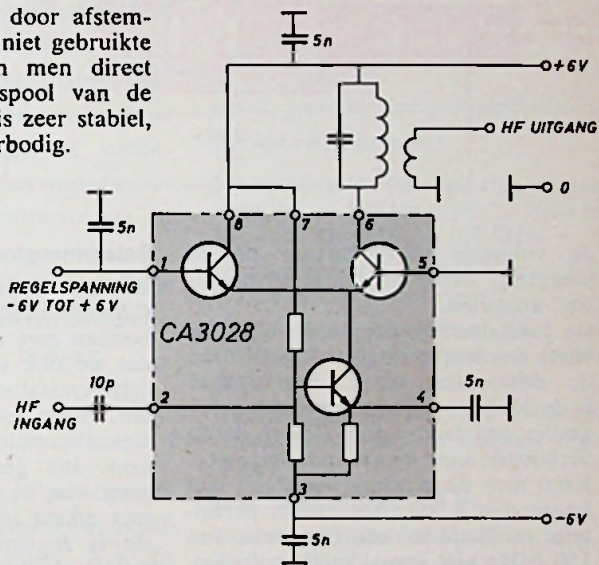 door afstem-
niet gebruikte
men direct
spool van de
is zeer stabiel,
rbodig.
5n
+6V
HF UITGANG
0
5n
8
7
6
1
5
REGELSPANNING
-6V TOT +6V
CA3028
10p
2
4
5n
HF
INGANG
3
-6V
5n